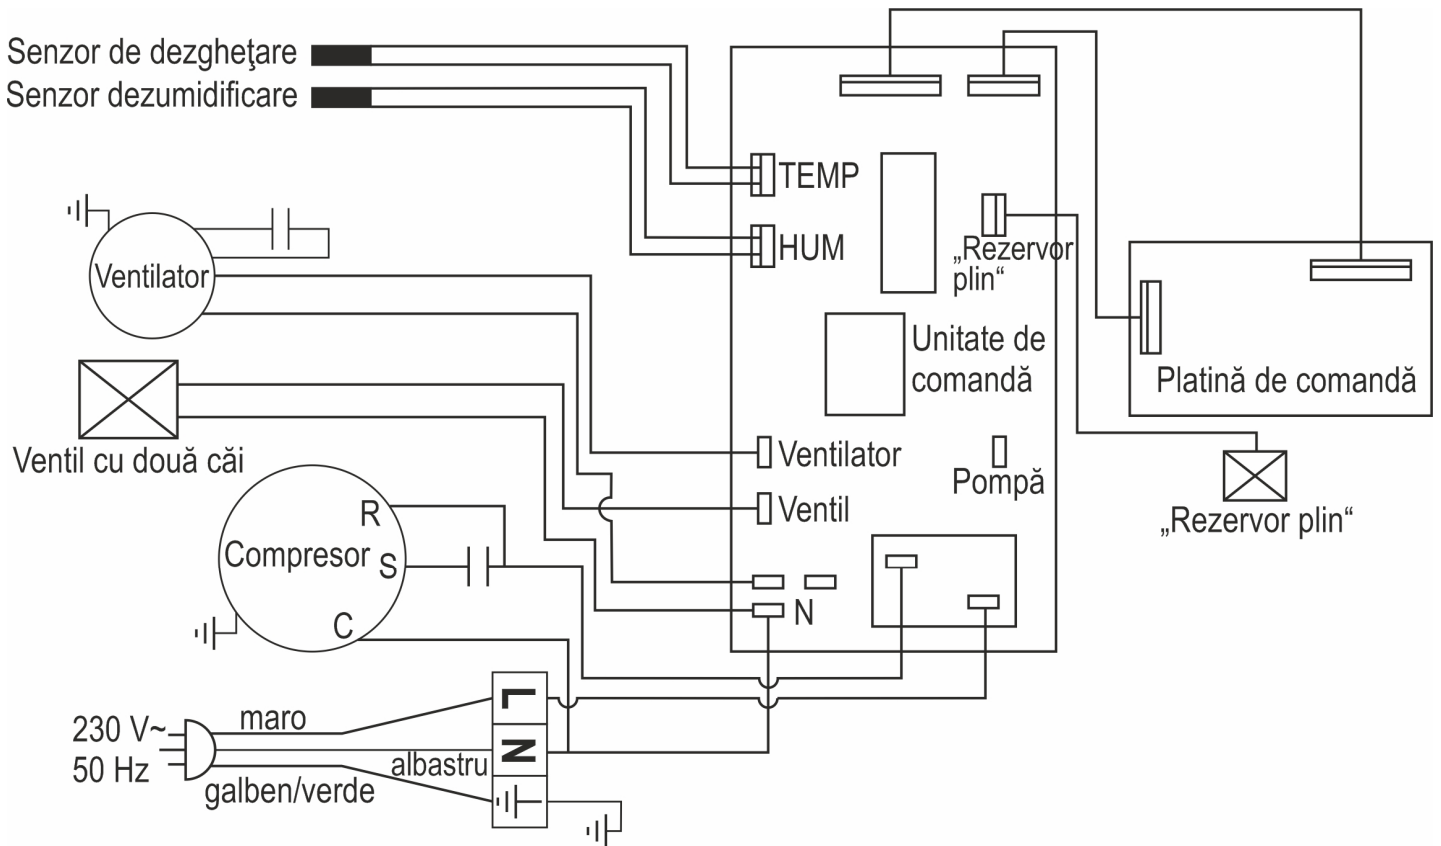 Senzor de dezgheţare
Senzor dezumidificare
TEMP
HUM
„Rezervor
plin“
Ventilator
Unitate de
comandă
Platină de comandă
Ventil cu două căi
Ventilator
Pompă
Ventil
„Rezervor plin“
R
Compresor
S
C
N
L
N
230 V~
50 Hz
maro
albastru
galben/verde